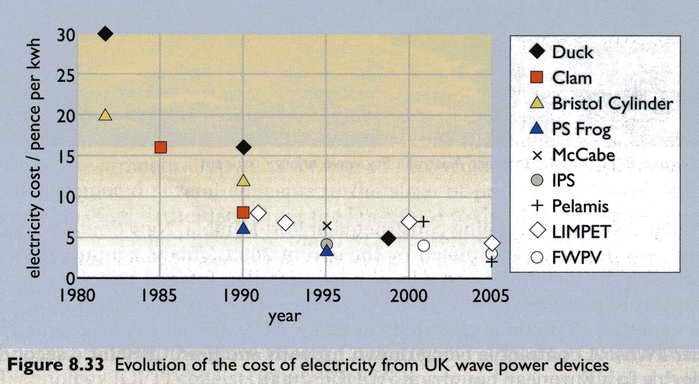 electricity cost / pence per kwh
30
25
20
15
10
5
0
1980 1985 1990 1995 2000 2005
year
Duck
Clam
Bristol Cylinder
PS Frog
McCabe
IPS
Pelamis
LIMPET
FWPV
Figure 8.33 Evolution of the cost of electricity from UK wave power devices